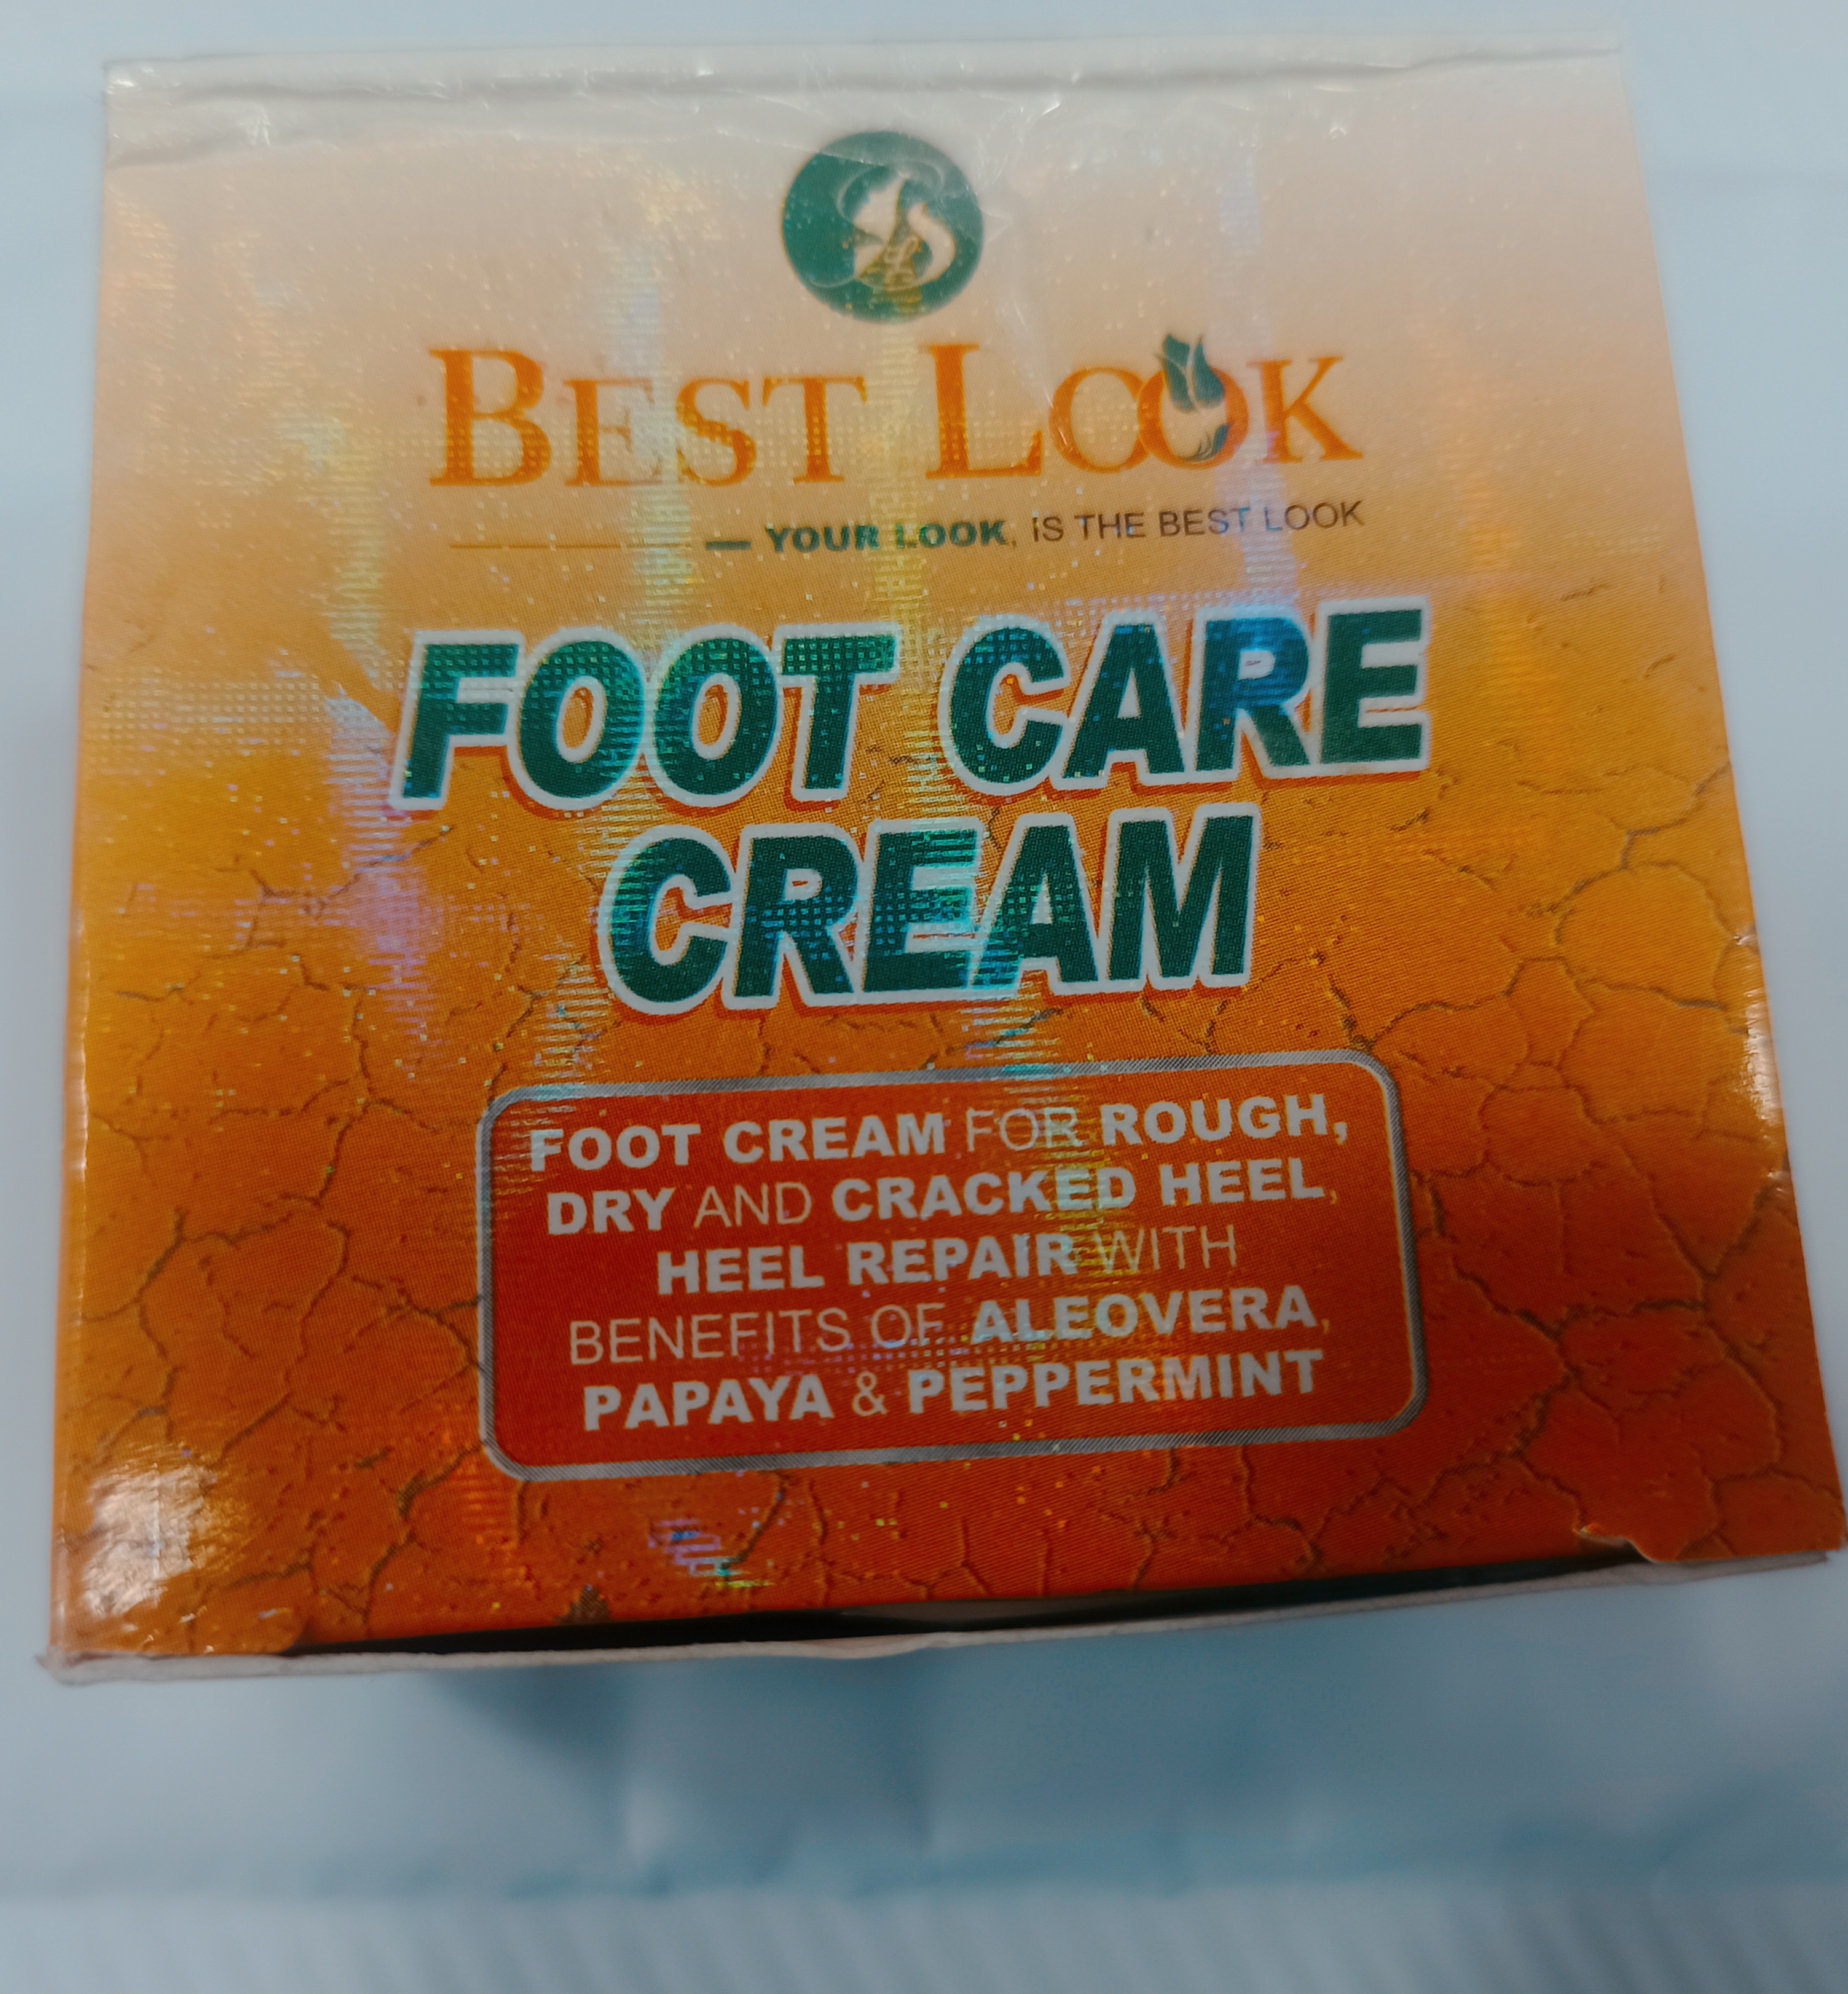 BEST LOOK
— YOUR LOOK, iS THE BEST LOOK
FOOT CARE
CREAM
FOOT CREAM FOR ROUGH,
DRY AND CRACKED HEEL,
HEEL REPAIR WITH
BENEFITS OF ALEOVERA,
PAPAYA & PEPPERMINT